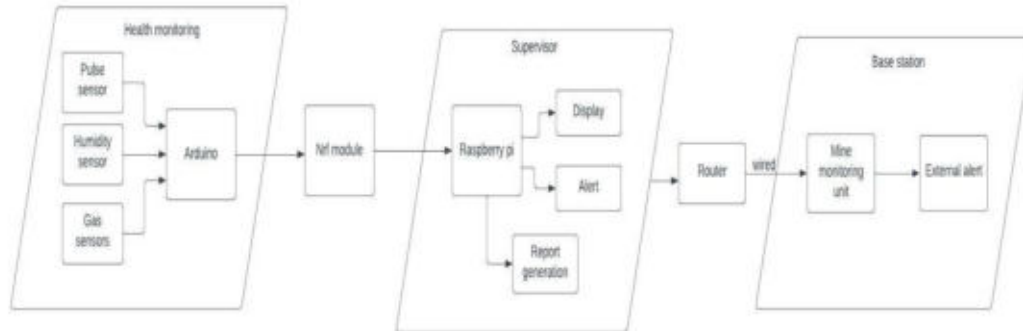 Health monitoring
Pulse
sensor
Humidity
sensor
Gas
sensors
Arduino
Nrf module
Supervisor
Raspberry pi
Display
Alert
Report
generation
Router
wired
Base station
Mine
monitoring
unit
External alert